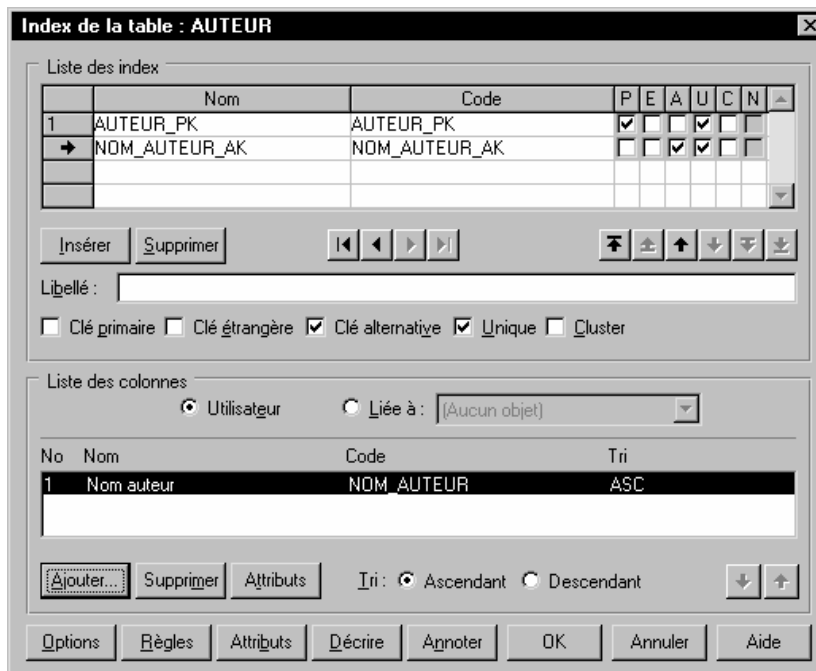 Index de la table : AUTEUR
Liste des index
Nom Code P E A U C N
1 AUTEUR_PK AUTEUR_PK
NOM_AUTEUR_AK NOM_AUTEUR_AK
Insérer Supprimer
Libellé :
Clé primaire Clé étrangère Clé alternative Unique Cluster
Liste des colonnes
Utilisateur Liée à : (Aucun objet)
No Nom Code Tri
1 Nom auteur NOM_AUTEUR ASC
Ajouter... Supprimer Attributs Tri : Ascendant Descendant
Options Règles Attributs Décrire Annoter OK Annuler Aide